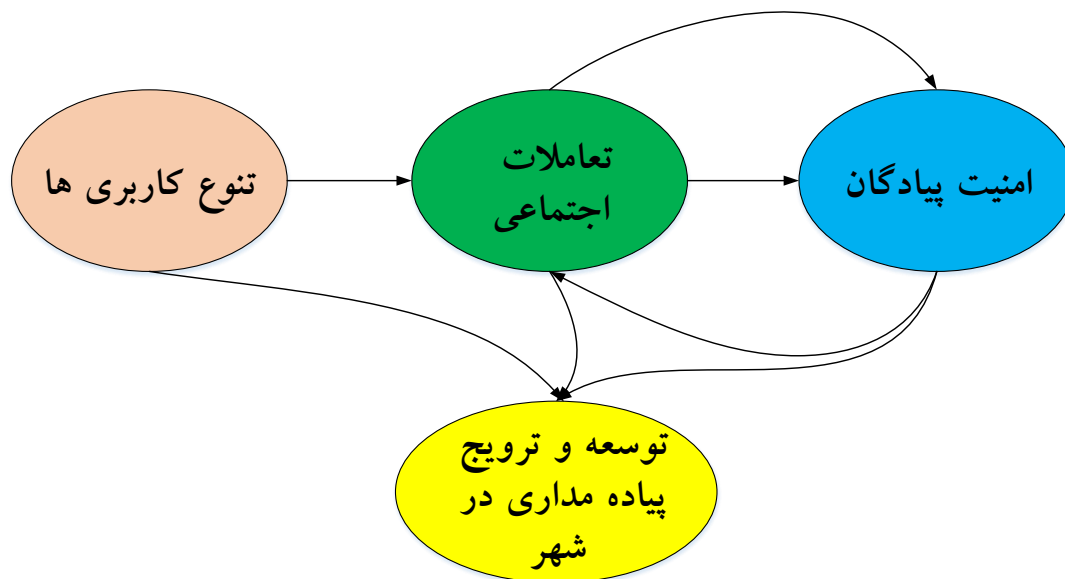 تنوع کاربری ها
تعاملات
اجتماعی
امنیت پیادگان
توسعه و ترویج
پیاده مداری در
شهر